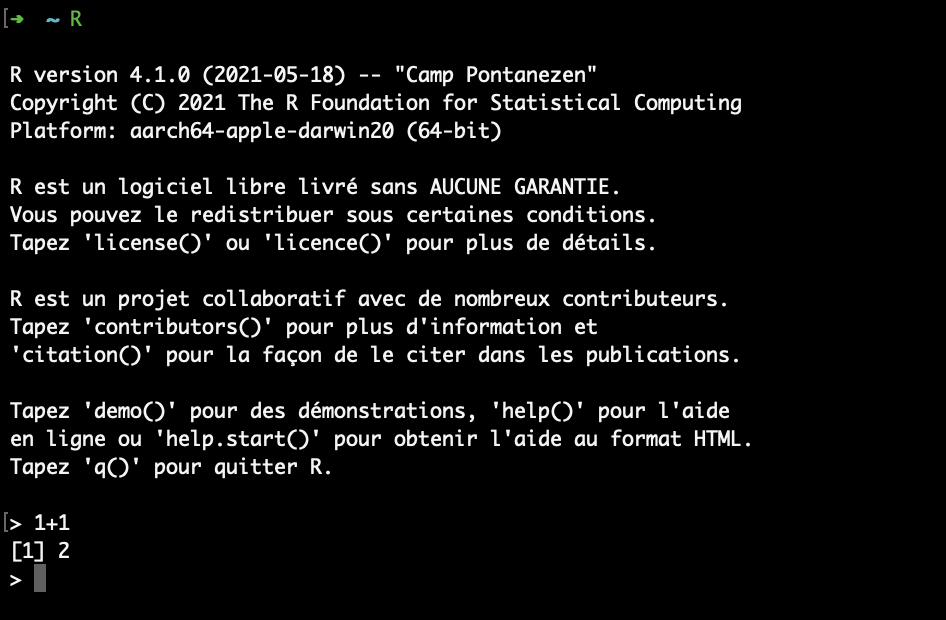 [➜  ~ R
R version 4.1.0 (2021-05-18) -- "Camp Pontanezen"
Copyright (C) 2021 The R Foundation for Statistical Computing
Platform: aarch64-apple-darwin20 (64-bit)
R est un logiciel libre livré sans AUCUNE GARANTIE.
Vous pouvez le redistribuer sous certaines conditions.
Tapez 'license()' ou 'licence()' pour plus de détails.
R est un projet collaboratif avec de nombreux contributeurs.
Tapez 'contributors()' pour plus d'information et
'citation()' pour la façon de le citer dans les publications.
Tapez 'demo()' pour des démonstrations, 'help()' pour l'aide
en ligne ou 'help.start()' pour obtenir l'aide au format HTML.
Tapez 'q()' pour quitter R.
[> 1+1
[1] 2
>